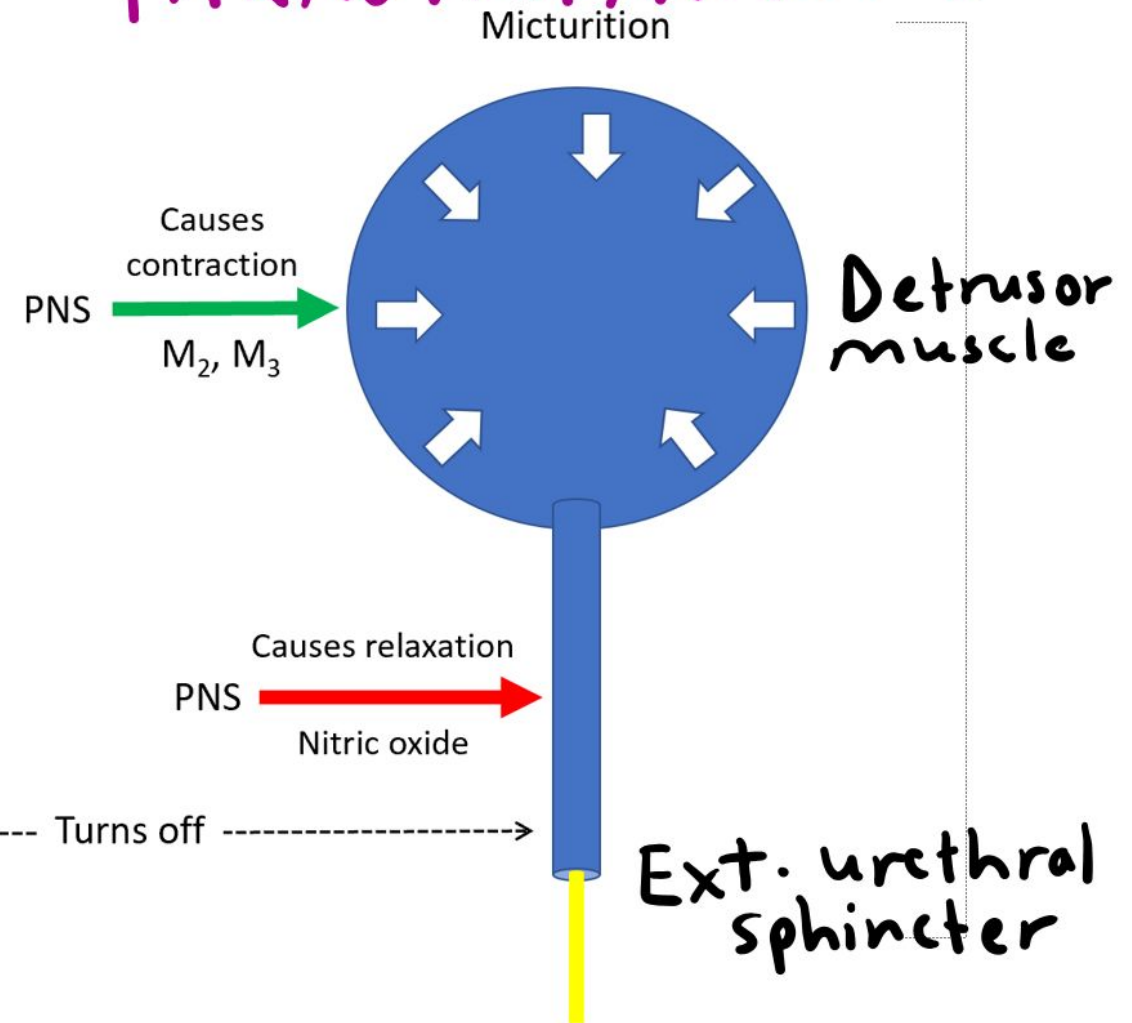 Micturition
Causes
contraction
PNS
M₂, M₃
Detrusor
muscle
Causes relaxation
PNS
Nitric oxide
--- Turns off
Ext. urethral
sphincter